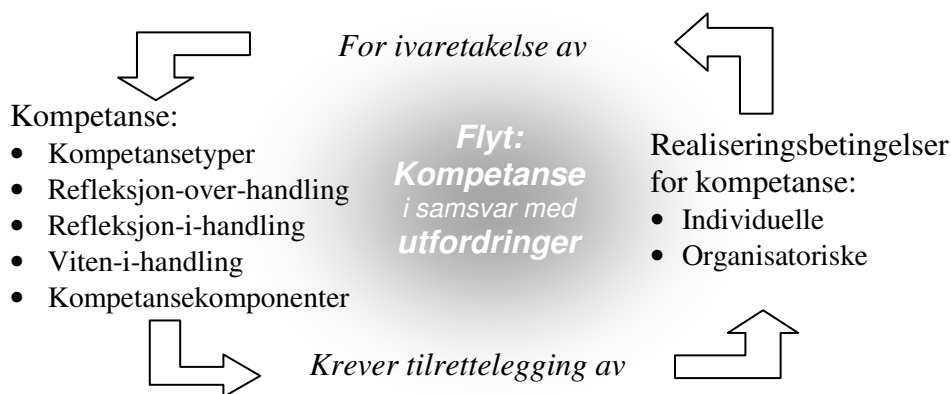 For ivaretakelse av
Kompetanse:
• Kompetansetyper
• Refleksjon-over-handling
• Refleksjon-i-handling
• Viten-i-handling
• Kompetansekomponenter
Flyt:
Kompetanse
i samsvar med
utfordringer
Realiseringsbetingelser
for kompetanse:
• Individuelle
• Organisatoriske
Krever tilrettelegging av